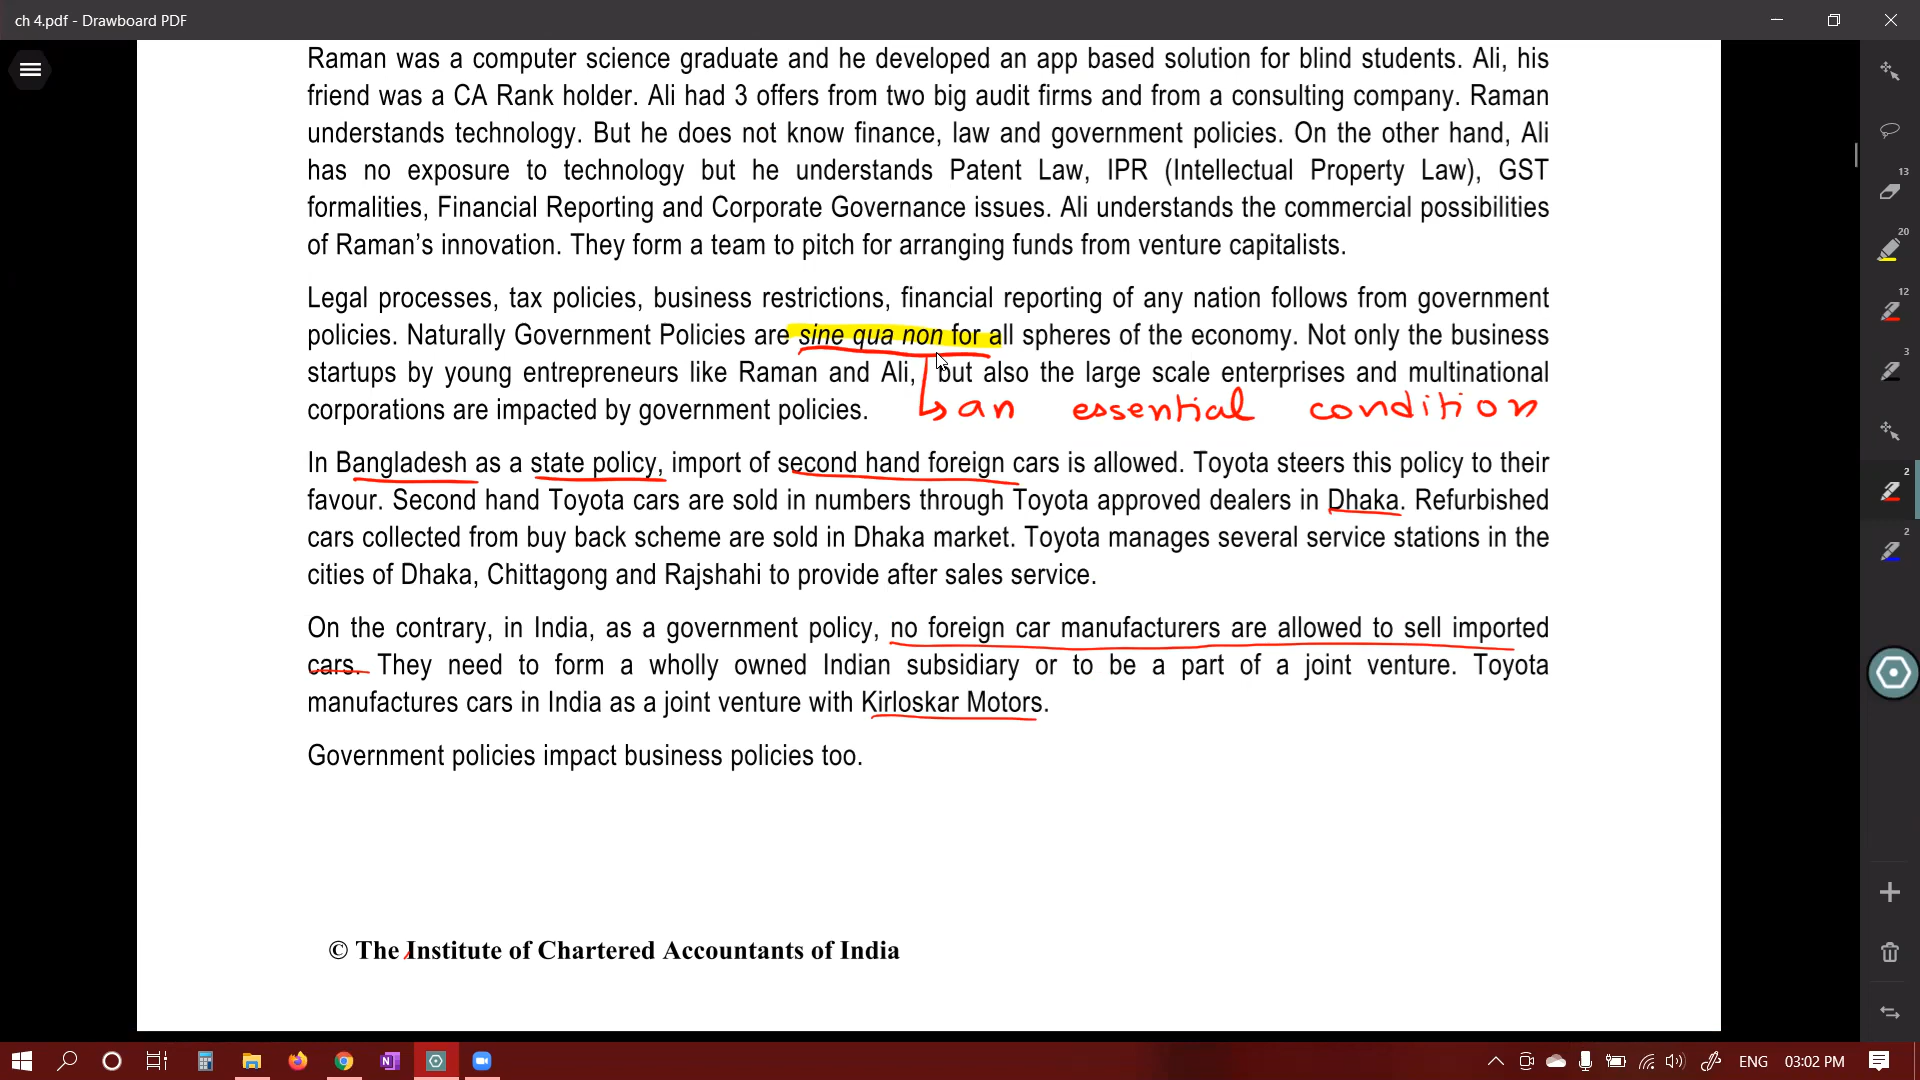 ch 4.pdf - Drawboard PDF
Raman was a computer science graduate and he developed an app based solution for blind students. Ali, his
friend was a CA Rank holder. Ali had 3 offers from two big audit firms and from a consulting company. Raman
understands technology. But he does not know finance, law and government policies. On the other hand, Ali
has no exposure to technology but he understands Patent Law, IPR (Intellectual Property Law), GST
formalities, Financial Reporting and Corporate Governance issues. Ali understands the commercial possibilities
of Raman's innovation. They form a team to pitch for arranging funds from venture capitalists.
Legal processes, tax policies, business restrictions, financial reporting of any nation follows from government
policies. Naturally Government Policies are sine qua non for all spheres of the economy. Not only the business
startups by young entrepreneurs like Raman and Ali, but also the large scale enterprises and multinational
corporations are impacted by government policies.
an essential condition
In Bangladesh as a state policy, import of second hand foreign cars is allowed. Toyota steers this policy to their
favour. Second hand Toyota cars are sold in numbers through Toyota approved dealers in Dhaka. Refurbished
cars collected from buy back scheme are sold in Dhaka market. Toyota manages several service stations in the
cities of Dhaka, Chittagong and Rajshahi to provide after sales service.
On the contrary, in India, as a government policy, no foreign car manufacturers are allowed to sell imported
cars. They need to form a wholly owned Indian subsidiary or to be a part of a joint venture. Toyota
manufactures cars in India as a joint venture with Kirloskar Motors.
Government policies impact business policies too.
© The Institute of Chartered Accountants of India
13
20
12
3
2
2
ENG 03:02 PM